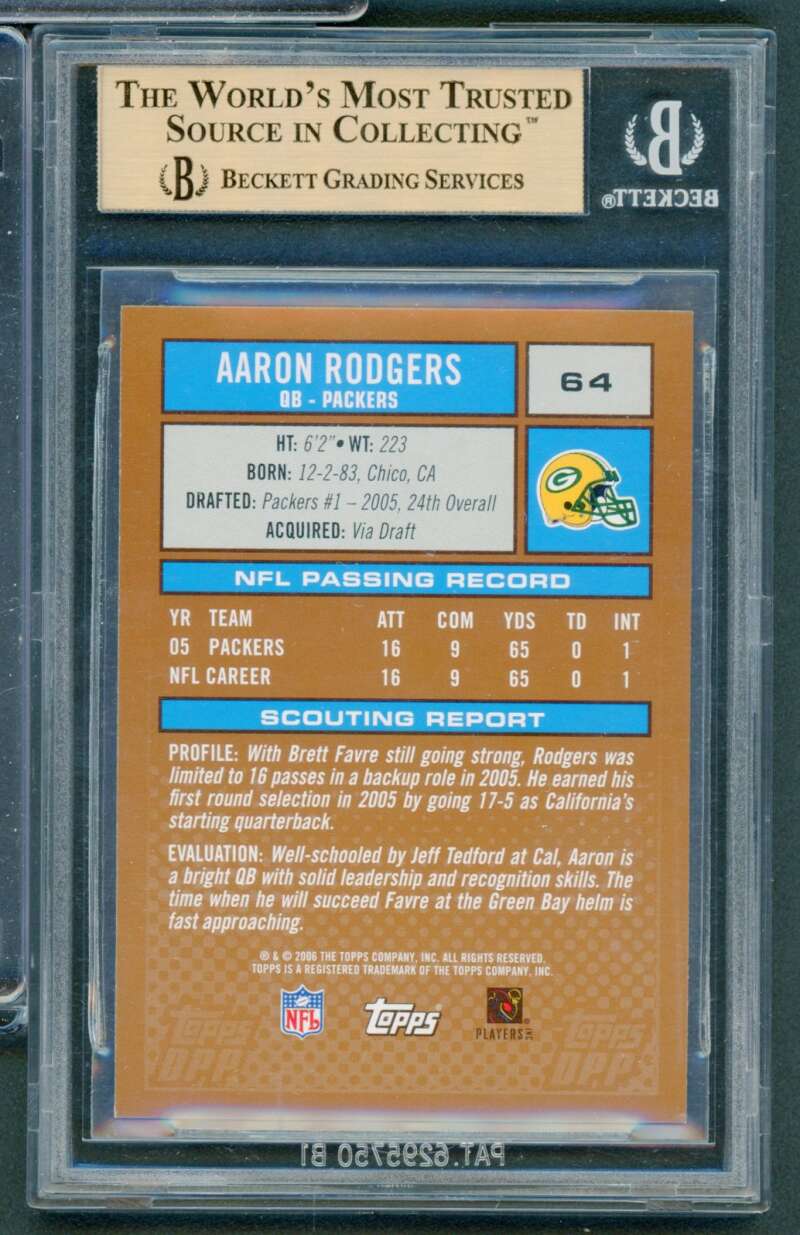 THE WORLD'S MOST TRUSTED
SOURCE IN COLLECTING™
B BECKETT GRADING SERVICES
B
BECKETT®
AARON RODGERS
QB - PACKERS
64
HT: 6'2" • WT: 223
BORN: 12-2-83, Chico, CA
DRAFTED: Packers #1 – 2005, 24th Overall
ACQUIRED: Via Draft
G
NFL PASSING RECORD
YR TEAM ATT COM YDS TD INT
05 PACKERS 16 9 65 0 1
NFL CAREER 16 9 65 0 1
SCOUTING REPORT
PROFILE: With Brett Favre still going strong, Rodgers was
limited to 16 passes in a backup role in 2005. He earned his
first round selection in 2005 by going 17-5 as California's
starting quarterback.
EVALUATION: Well-schooled by Jeff Tedford at Cal, Aaron is
a bright QB with solid leadership and recognition skills. The
time when he will succeed Favre at the Green Bay helm is
fast approaching.
® & © 2006 THE TOPPS COMPANY, INC. ALL RIGHTS RESERVED.
TOPPS IS A REGISTERED TRADEMARK OF THE TOPPS COMPANY, INC.
NFL
TOPPS
PLAYERS INC
TOPPS
DPP
TOPPS
DPP
PAT.6295750 B1